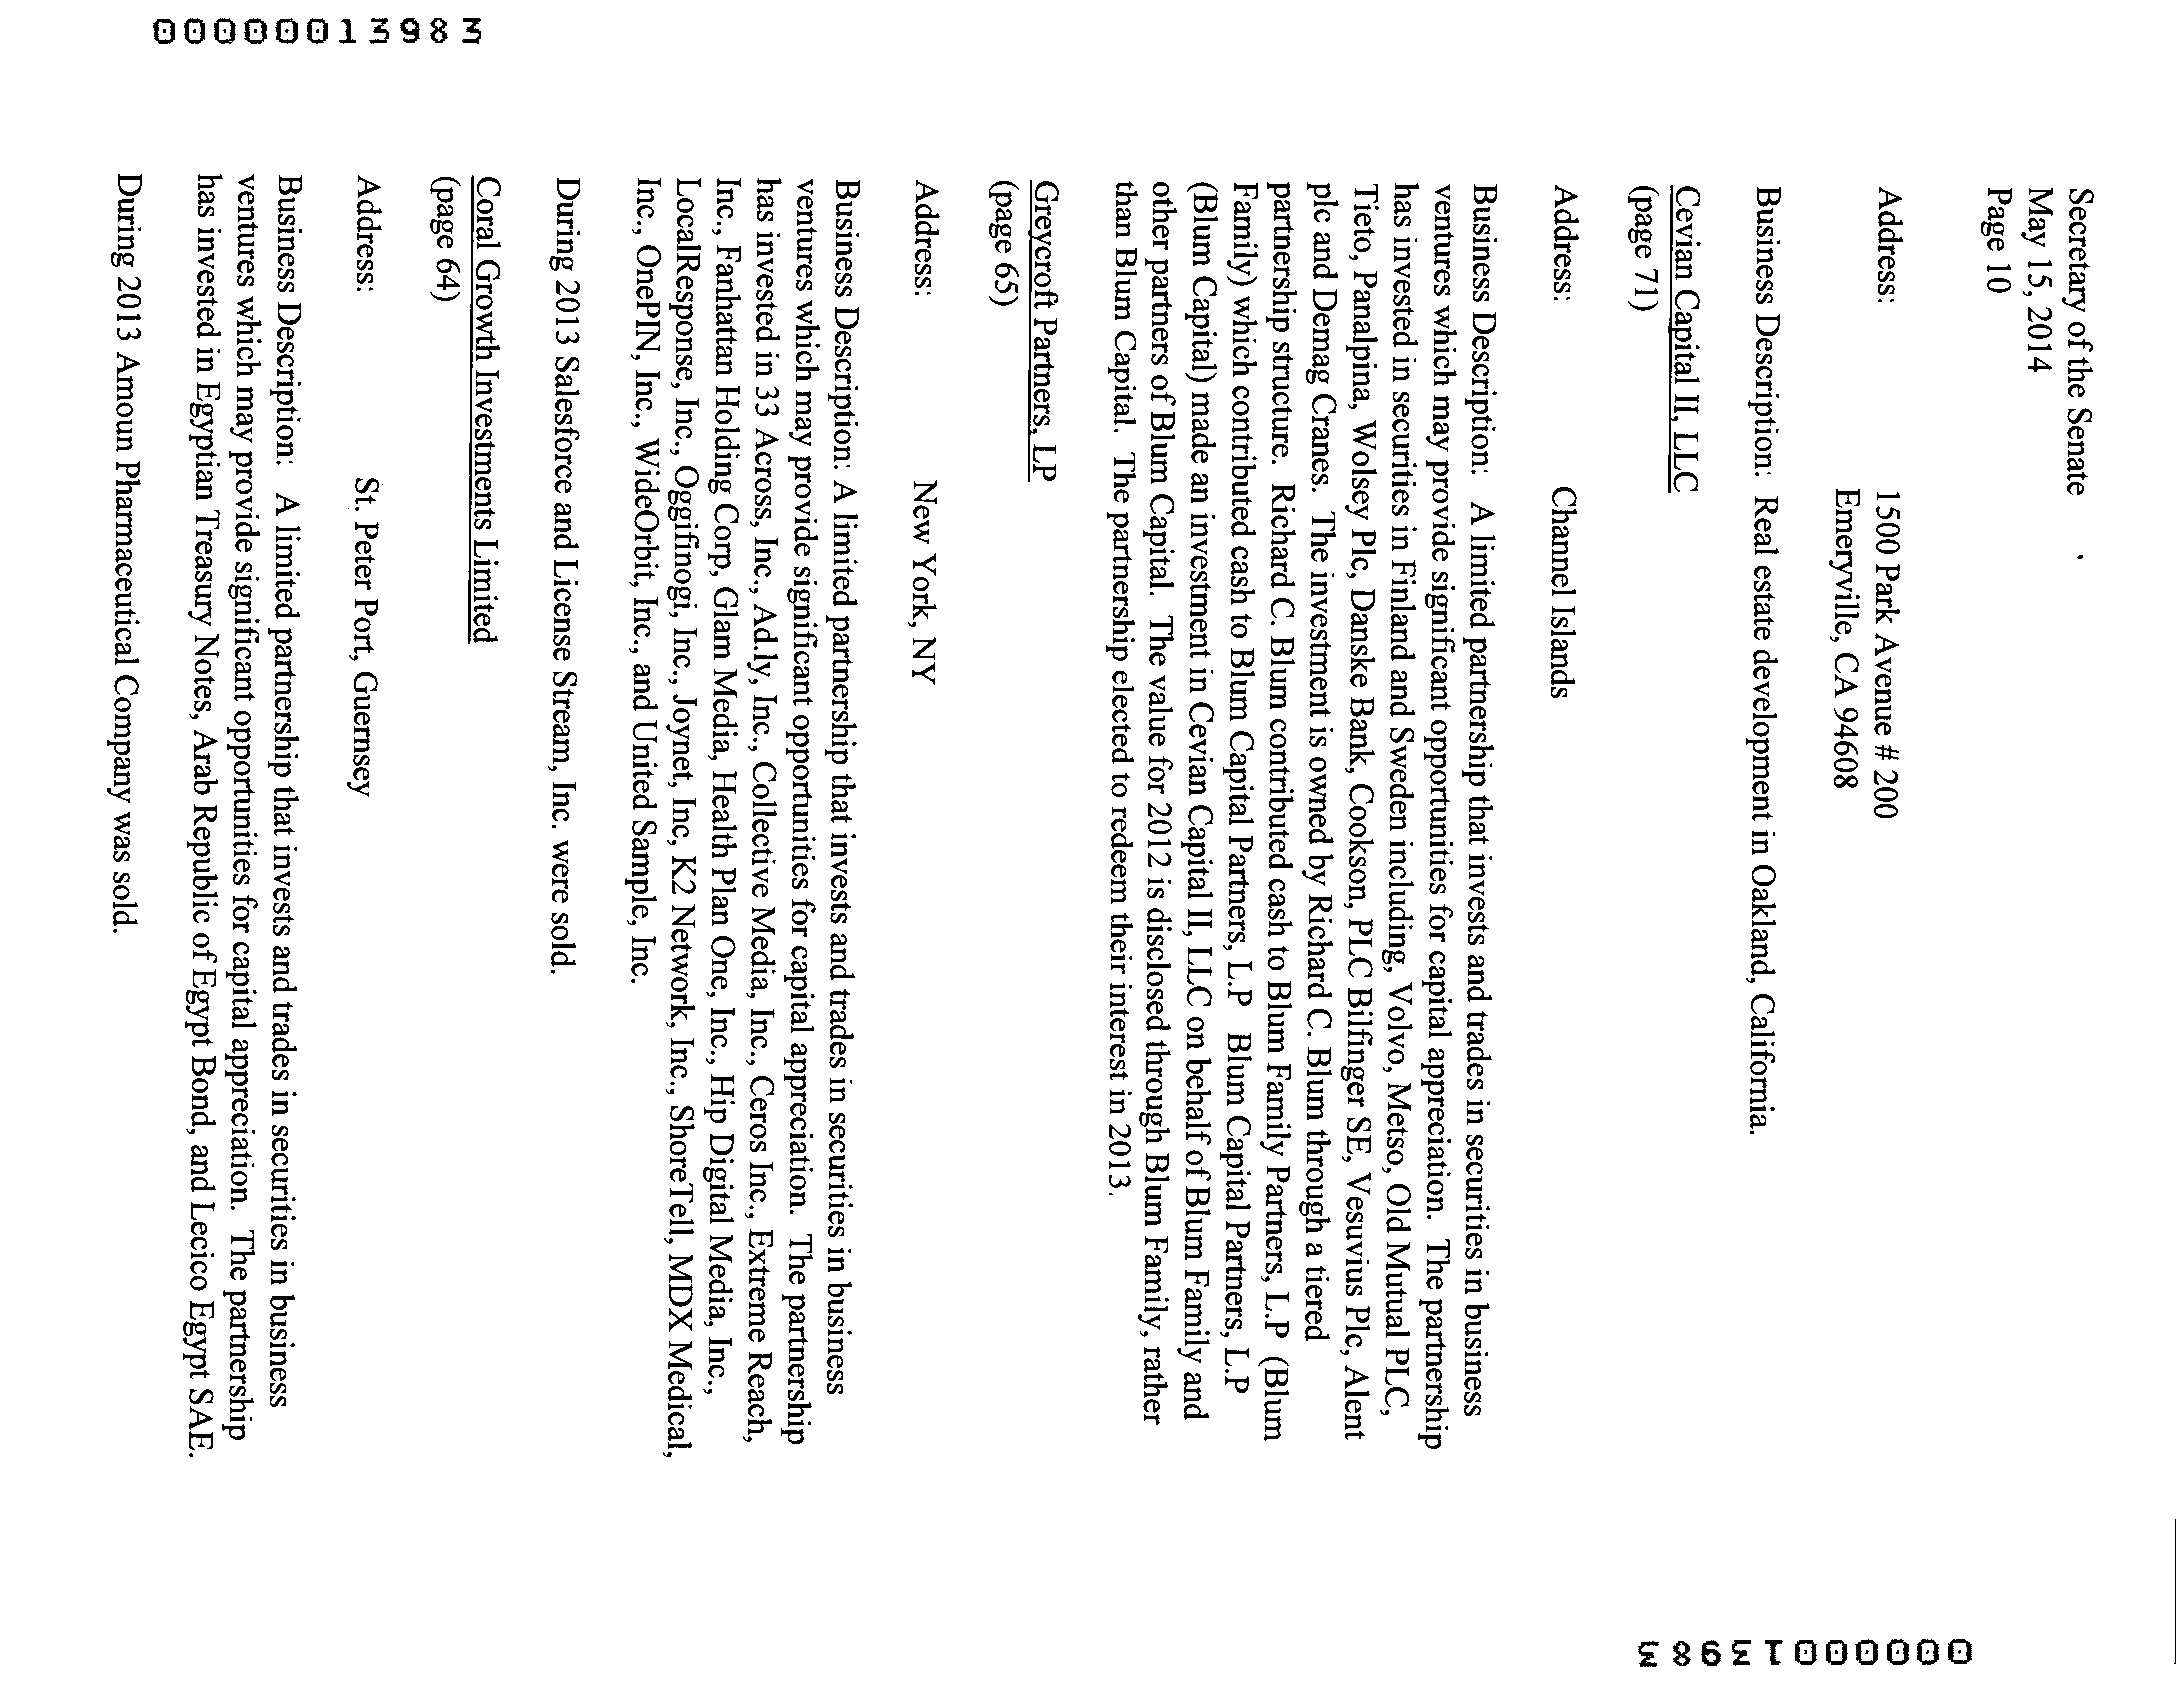 00000013983
Secretary of the Senate
May 15, 2014
Page 10
Address: 1500 Park Avenue # 200
Emeryville, CA 94608
Business Description: Real estate development in Oakland, California.
Cevian Capital II, LLC
(page 71)
Address: Channel Islands
Business Description: A limited partnership that invests and trades in securities in business
ventures which may provide significant opportunities for capital appreciation. The partnership
has invested in securities in Finland and Sweden including, Volvo, Metso, Old Mutual PLC,
Tieto, Panalpina, Wolsey Plc, Danske Bank, Cookson, PLC Bilfinger SE, Vesuvius Plc, Alent
plc and Demag Cranes. The investment is owned by Richard C. Blum through a tiered
partnership structure. Richard C. Blum contributed cash to Blum Family Partners, L.P (Blum
Family) which contributed cash to Blum Capital Partners, L.P Blum Capital Partners, L.P
(Blum Capital) made an investment in Cevian Capital II, LLC on behalf of Blum Family and
other partners of Blum Capital. The value for 2012 is disclosed through Blum Family, rather
than Blum Capital. The partnership elected to redeem their interest in 2013.
Greycroft Partners, LP
(page 65)
Address: New York, NY
Business Description: A limited partnership that invests and trades in securities in business
ventures which may provide significant opportunities for capital appreciation. The partnership
has invested in 33 Across, Inc., Ad.ly, Inc., Collective Media, Inc., Ceros Inc., Extreme Reach,
Inc., Fanhattan Holding Corp, Glam Media, Health Plan One, Inc., Hip Digital Media, Inc.,
LocalResponse, Inc., Oggifinogi, Inc., Joynet, Inc, K2 Network, Inc., ShoreTell, MDX Medical,
Inc., OnePIN, Inc., WideOrbit, Inc., and United Sample, Inc.
During 2013 Salesforce and License Stream, Inc. were sold.
Coral Growth Investments Limited
(page 64)
Address: St. Peter Port, Guernsey
Business Description: A limited partnership that invests and trades in securities in business
ventures which may provide significant opportunities for capital appreciation. The partnership
has invested in Egyptian Treasury Notes, Arab Republic of Egypt Bond, and Lecico Egypt SAE.
During 2013 Amoun Pharmaceutical Company was sold.
00000013983